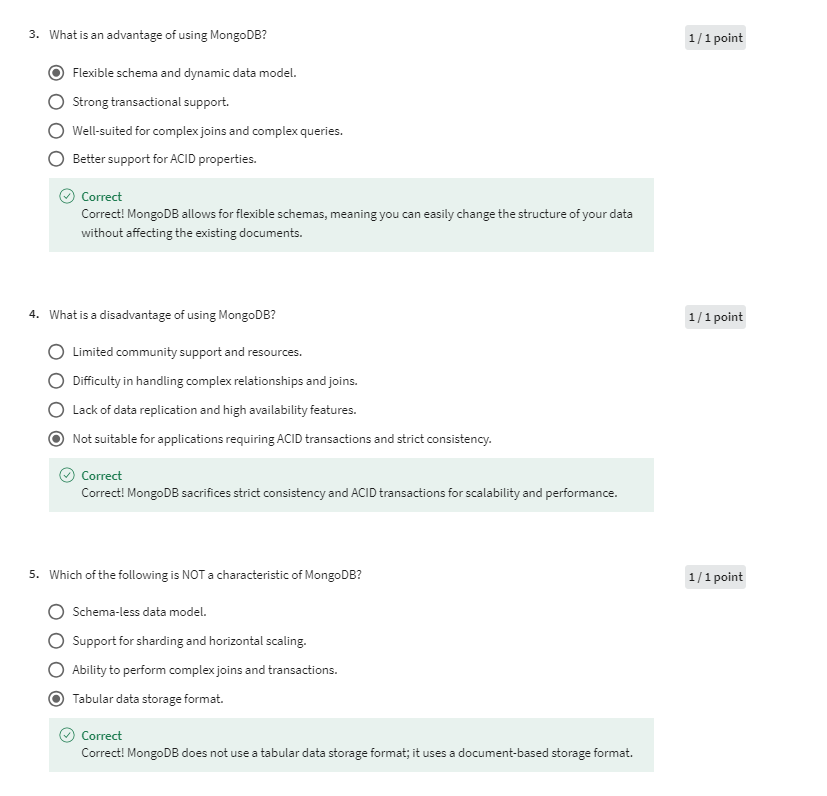 3. What is an advantage of using MongoDB?
1 / 1 point
Flexible schema and dynamic data model.
Strong transactional support.
Well-suited for complex joins and complex queries.
Better support for ACID properties.
Correct
Correct! MongoDB allows for flexible schemas, meaning you can easily change the structure of your data
without affecting the existing documents.
4. What is a disadvantage of using MongoDB?
1 / 1 point
Limited community support and resources.
Difficulty in handling complex relationships and joins.
Lack of data replication and high availability features.
Not suitable for applications requiring ACID transactions and strict consistency.
Correct
Correct! MongoDB sacrifices strict consistency and ACID transactions for scalability and performance.
5. Which of the following is NOT a characteristic of MongoDB?
1 / 1 point
Schema-less data model.
Support for sharding and horizontal scaling.
Ability to perform complex joins and transactions.
Tabular data storage format.
Correct
Correct! MongoDB does not use a tabular data storage format; it uses a document-based storage format.